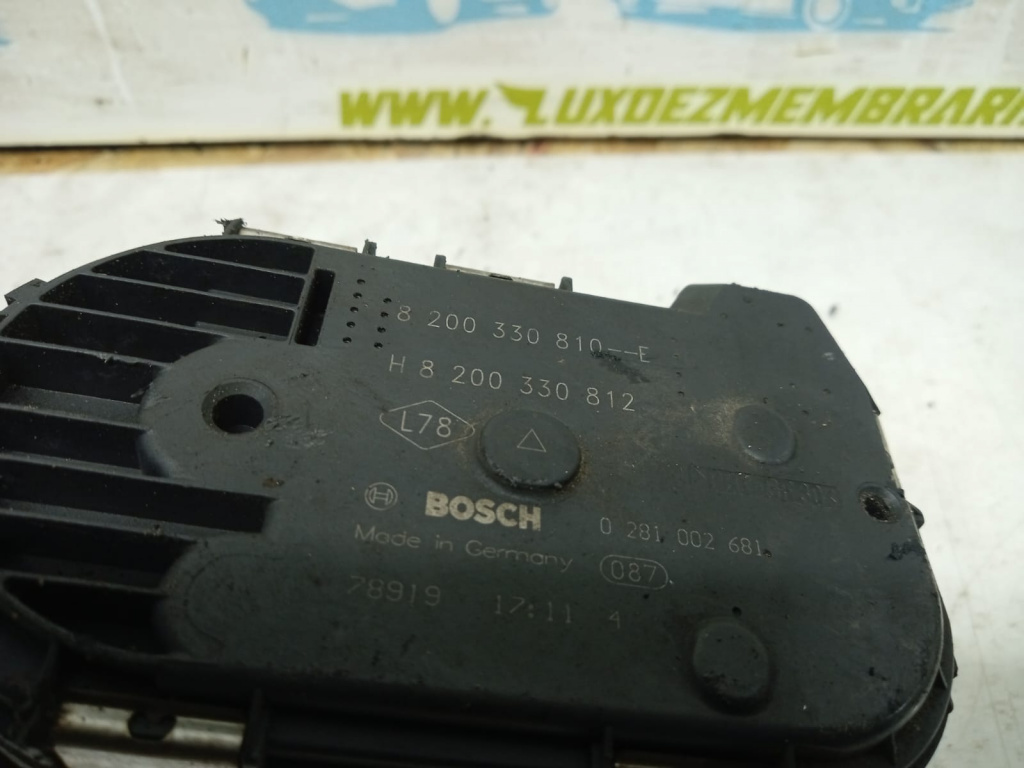 WWW.LUXDEZMEMBRARI
8 200 330 810--E
H 8 200 330 812
L78
BOSCH 0 281 002 681
Made in Germany 087
78919 17:11 4